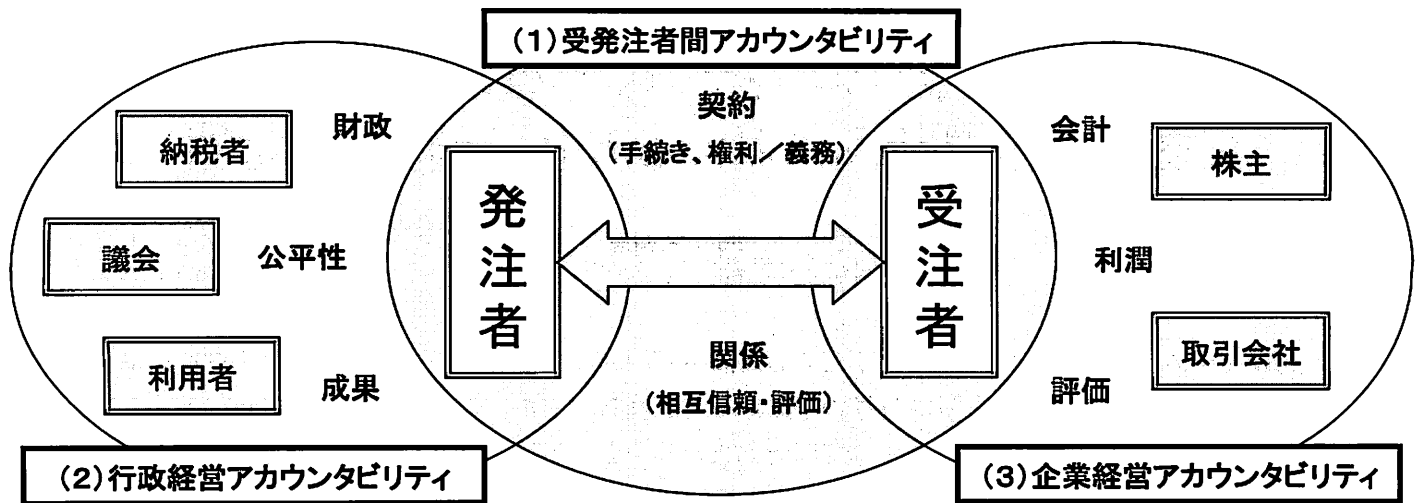 (1)受発注者間アカウンタビリティ
契約
(手続き、権利／義務)
納税者
財政
議会
公平性
利用者
成果
発注者
受注者
関係
(相互信頼・評価)
会計
株主
利潤
取引会社
評価
(2)行政経営アカウンタビリティ
(3)企業経営アカウンタビリティ